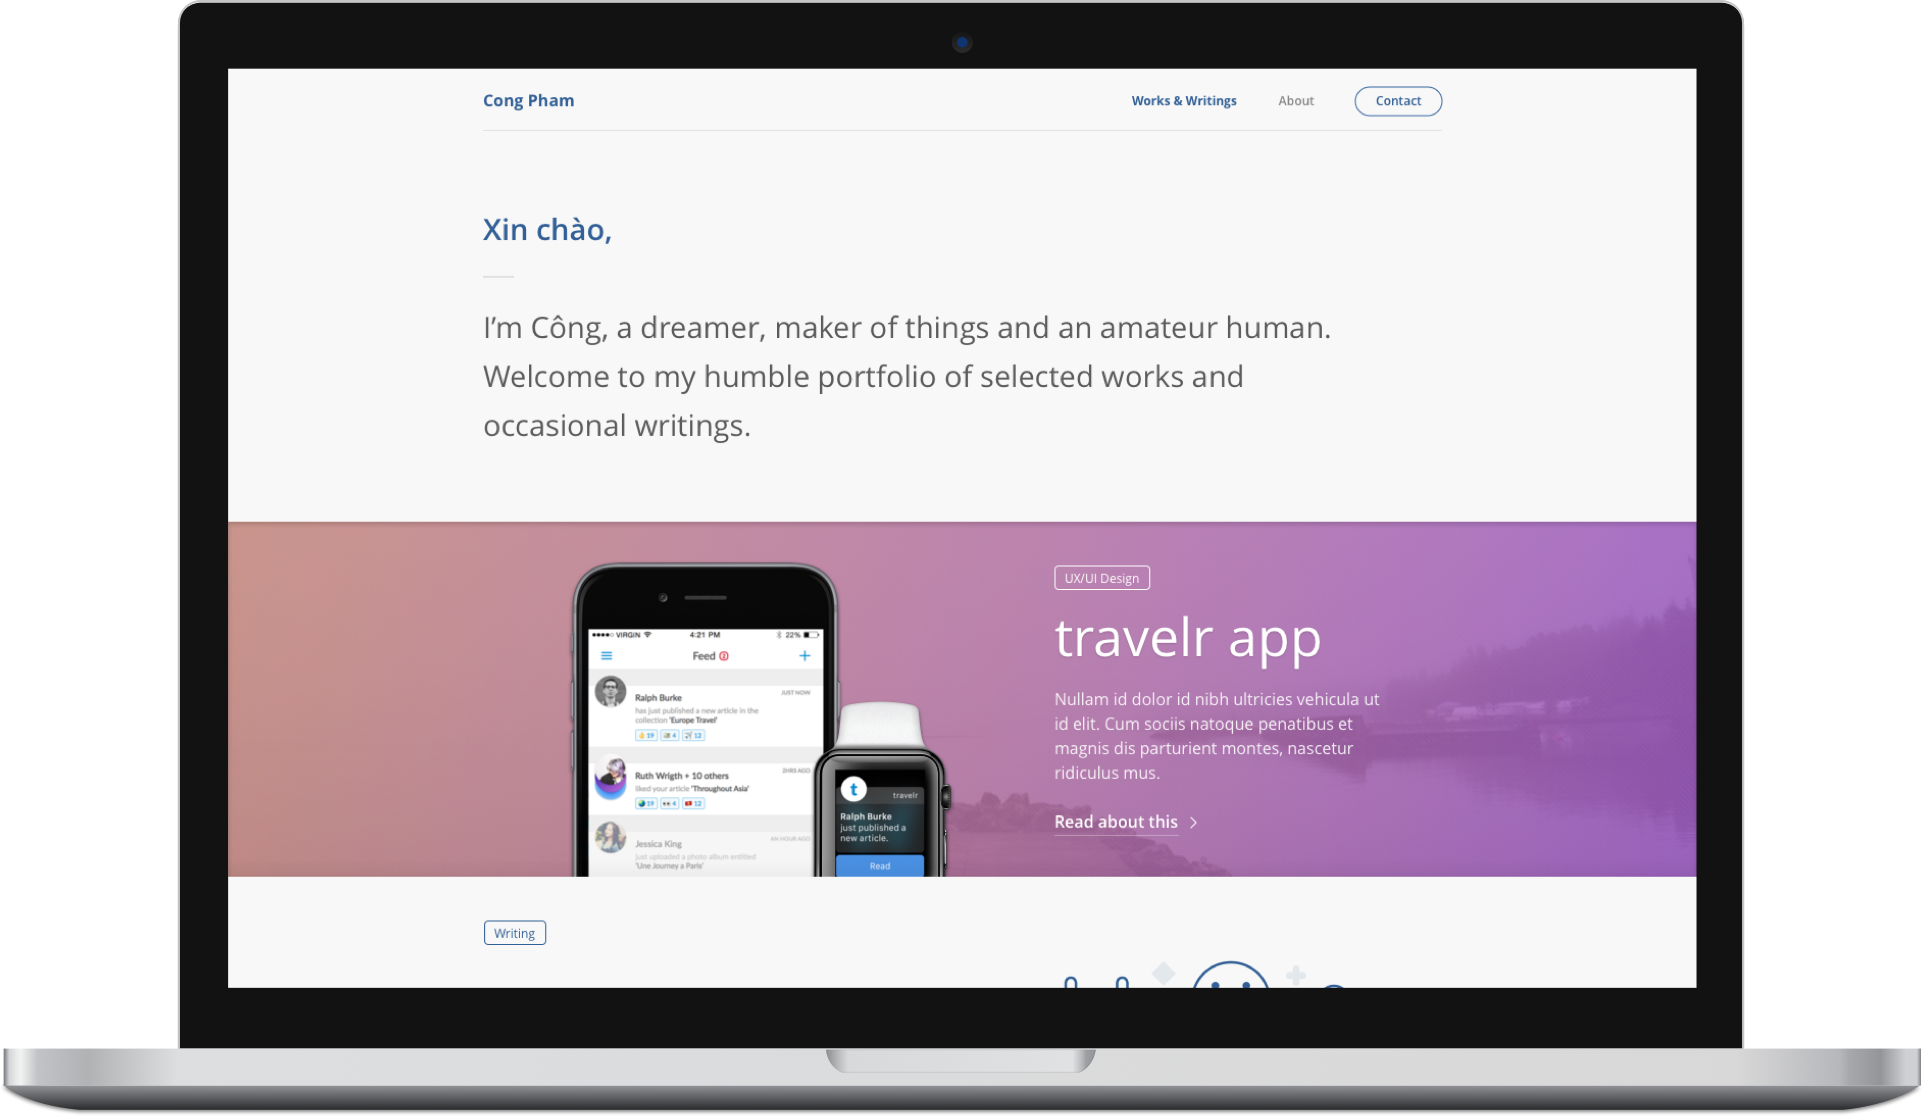 Cong Pham
Works & Writings
About
Contact
Xin chào,
I’m Công, a dreamer, maker of things and an amateur human.
Welcome to my humble portfolio of selected works and
occasional writings.
VIRGIN
4:21 PM
22%
Feed 2
Ralph Burke
JUST NOW
has just published a new article in the
collection 'Europe Travel'
19
4
12
Ruth Wrigth + 10 others
2HRS AGO
liked your article 'Throughout Asia'
19
4
12
Jessica King
AN HOUR AGO
just uploaded a photo album entitled
'Une Journey a Paris'
t
travelr
Ralph Burke
just published a
new article.
Read
UX/UI Design
travelr app
Nullam id dolor id nibh ultricies vehicula ut
id elit. Cum sociis natoque penatibus et
magnis dis parturient montes, nascetur
ridiculus mus.
Read about this
Writing